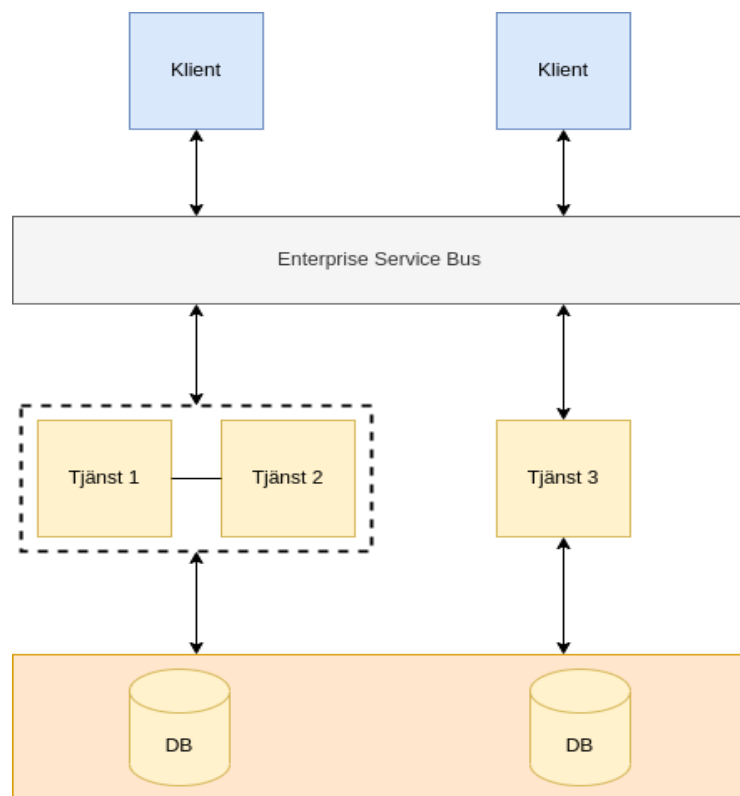 Klient
Klient
Enterprise Service Bus
Tjänst 1
Tjänst 2
Tjänst 3
DB
DB